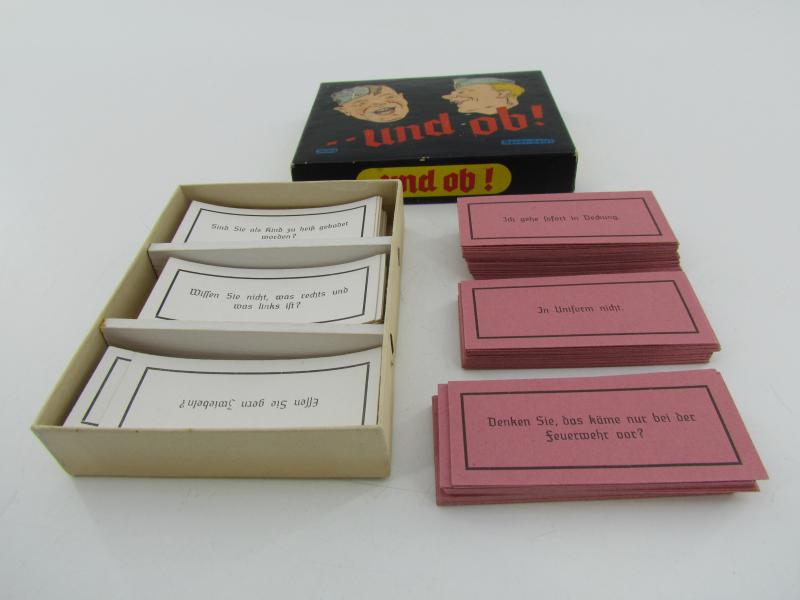 -- und ob!
und ob!
Sind Sie als Kind zu heiß gebadet
worden?
Wissen Sie nicht, was rechts und
was links ist?
Essen Sie gern Zwiebeln?
Ich gehe sofort in Deckung.
In Uniform nicht.
Denken Sie, das käme nur bei der
Feuerwehr vor?